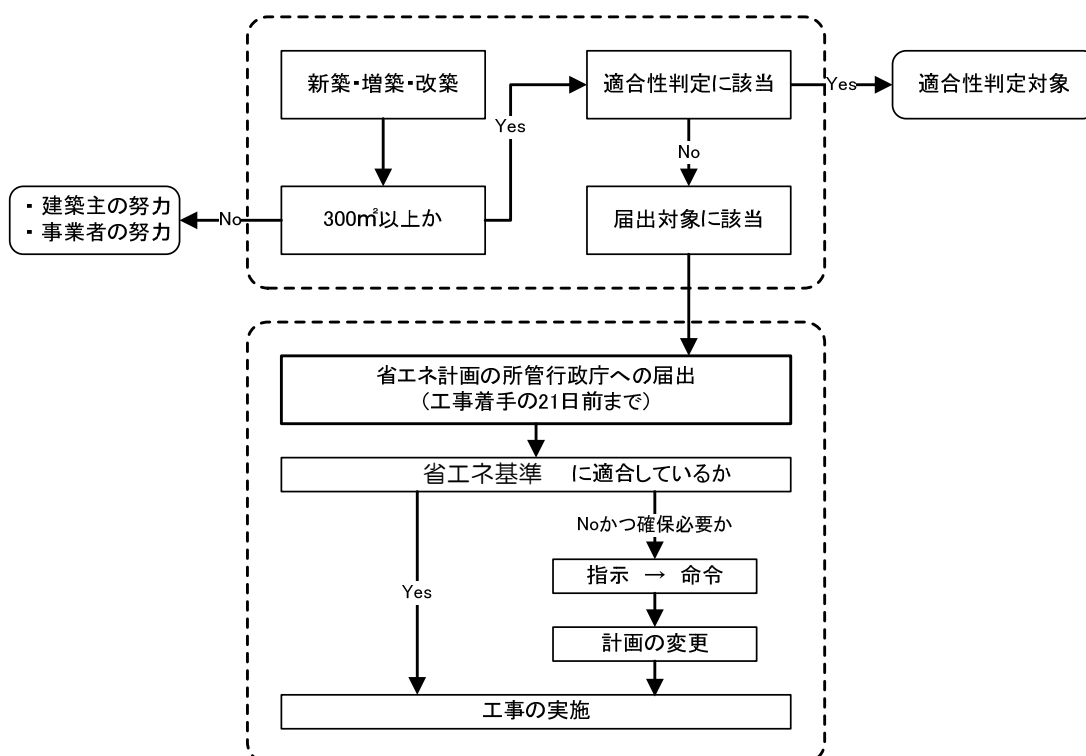 新築・増築・改築
適合性判定に該当
Yes
適合性判定対象
Yes
No
・ 建築主の努力
・ 事業者の努力
No
300㎡以上か
届出対象に該当
省エネ計画の所管行政庁への届出
（工事着手の21日前まで）
省エネ基準 に適合しているか
Noかつ確保必要か
指示 → 命令
Yes
計画の変更
工事の実施